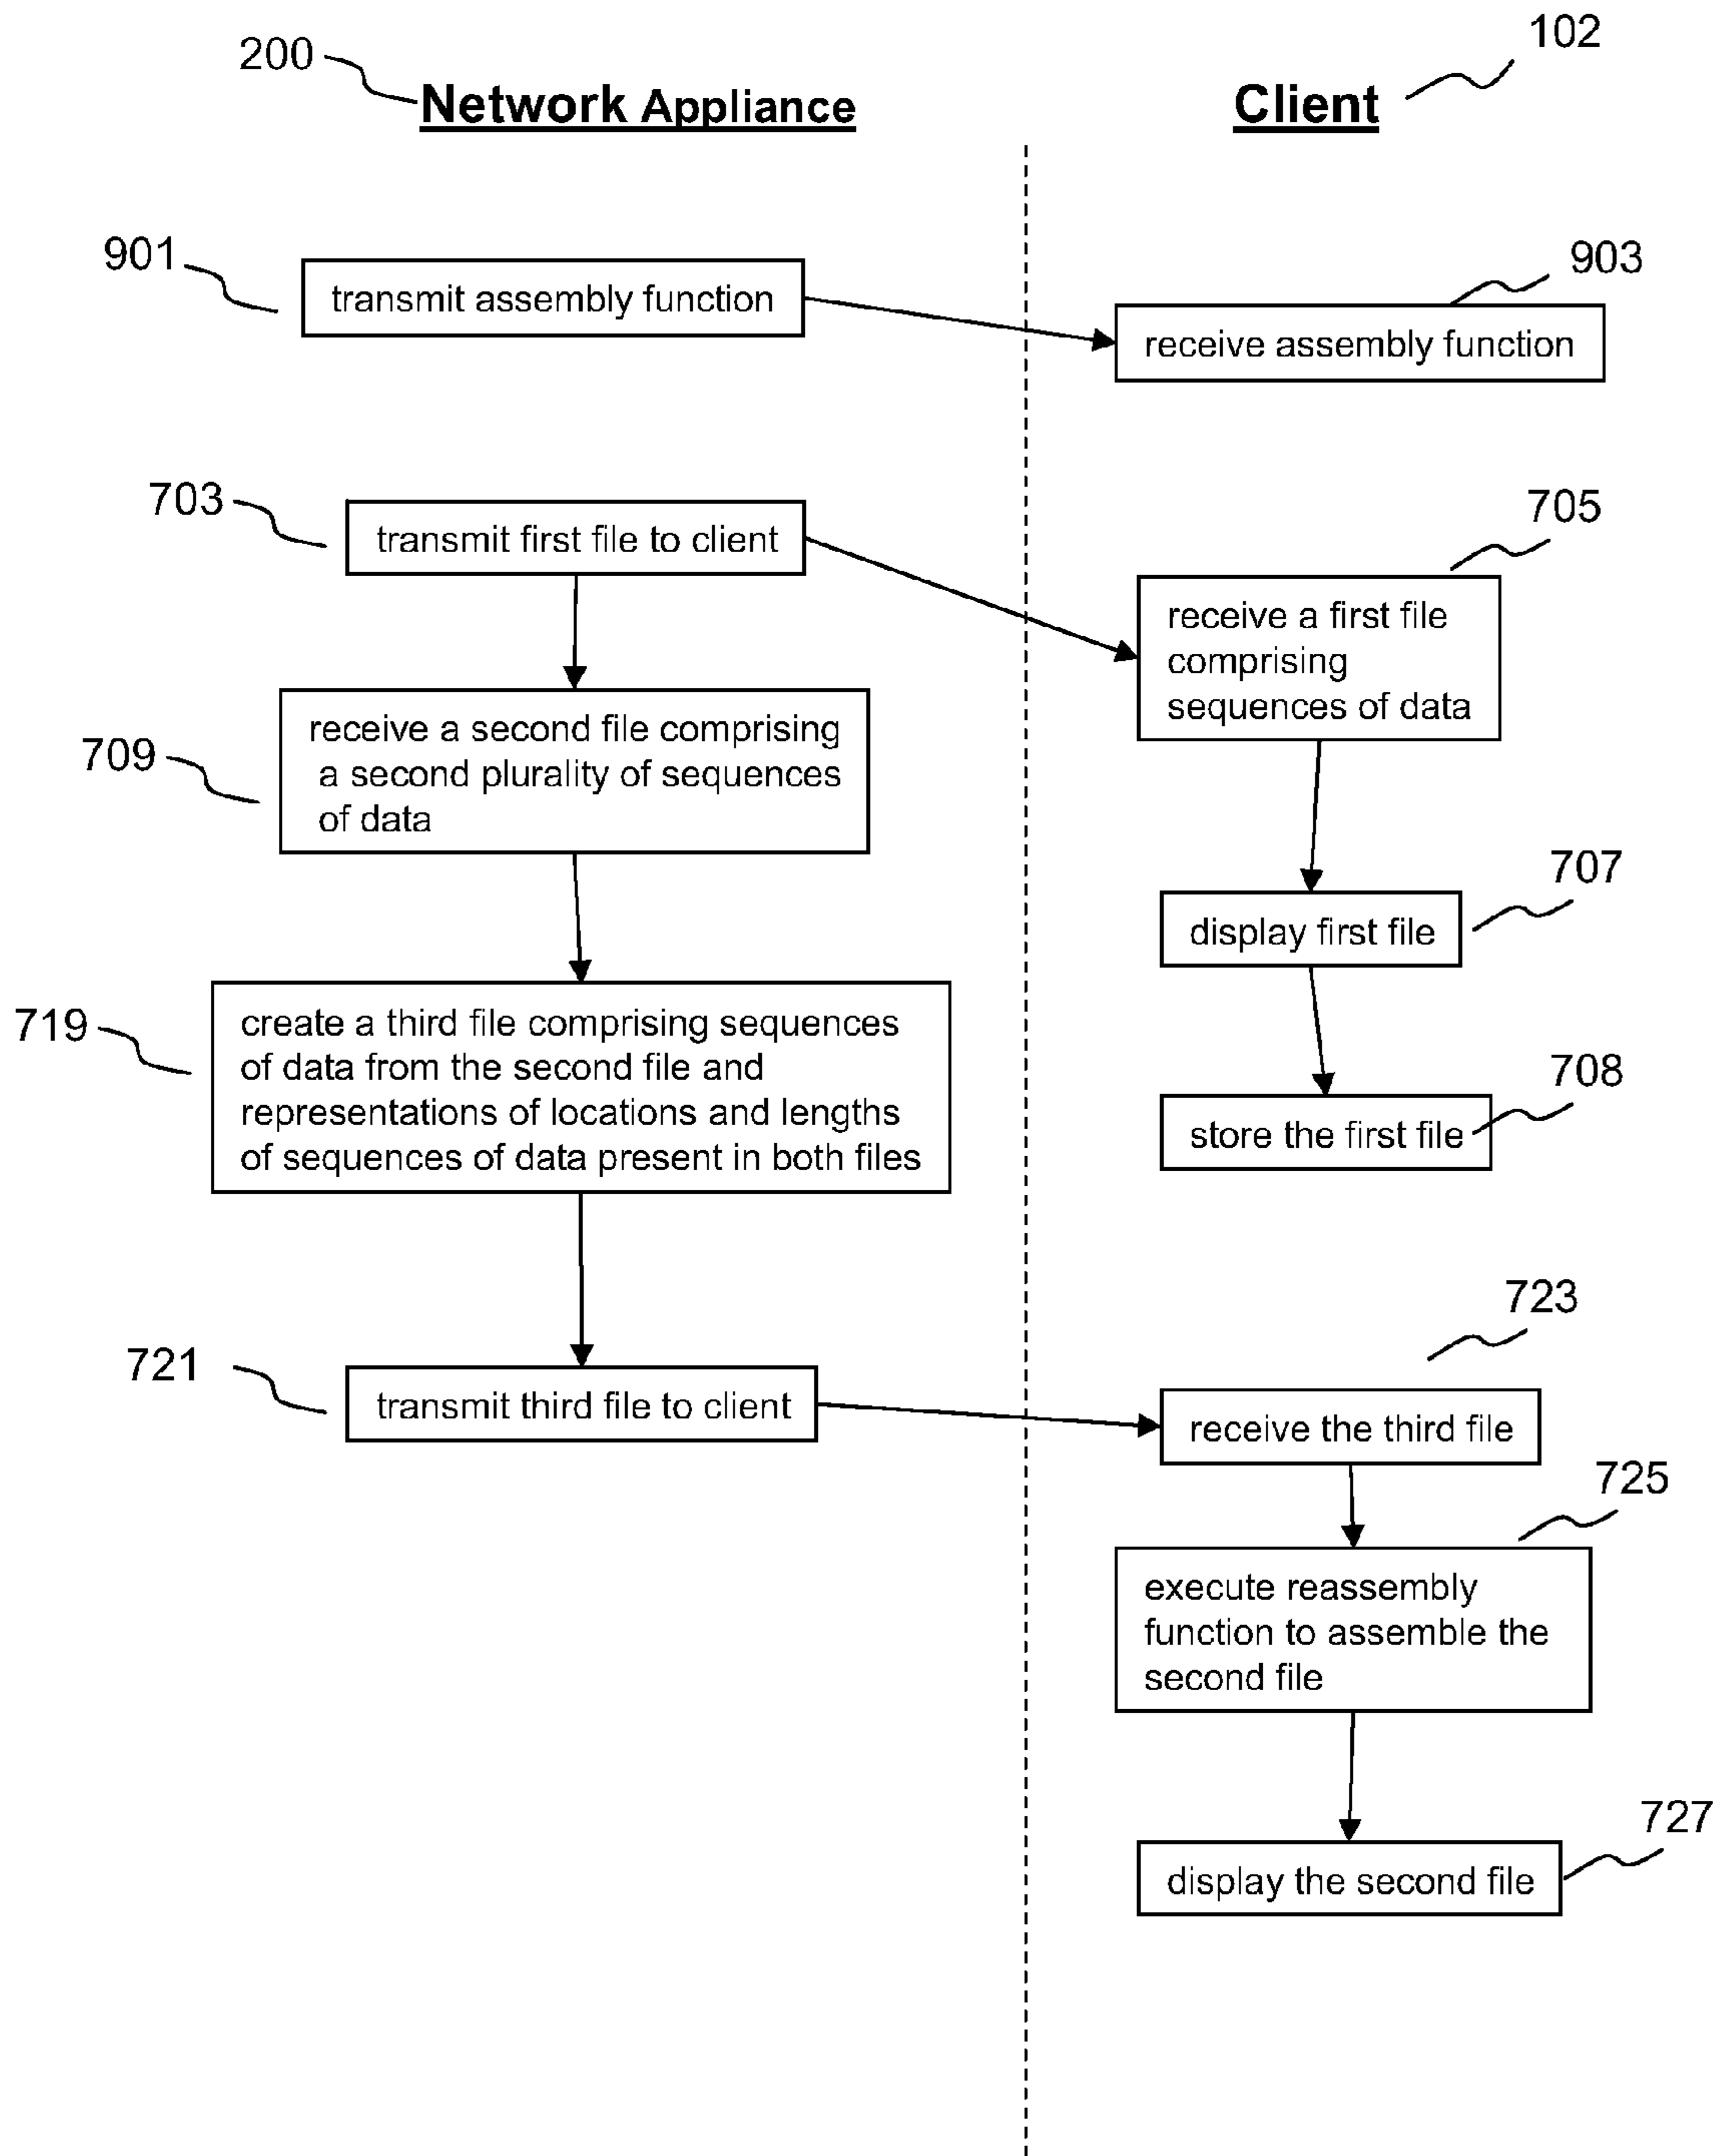 200
Network Appliance
102
Client
901
transmit assembly function
903
receive assembly function
703
transmit first file to client
705
receive a first file
comprising
sequences of data
709
receive a second file comprising
a second plurality of sequences
of data
707
display first file
719
create a third file comprising sequences
of data from the second file and
representations of locations and lengths
of sequences of data present in both files
708
store the first file
721
transmit third file to client
723
receive the third file
725
execute reassembly
function to assemble the
second file
727
display the second file